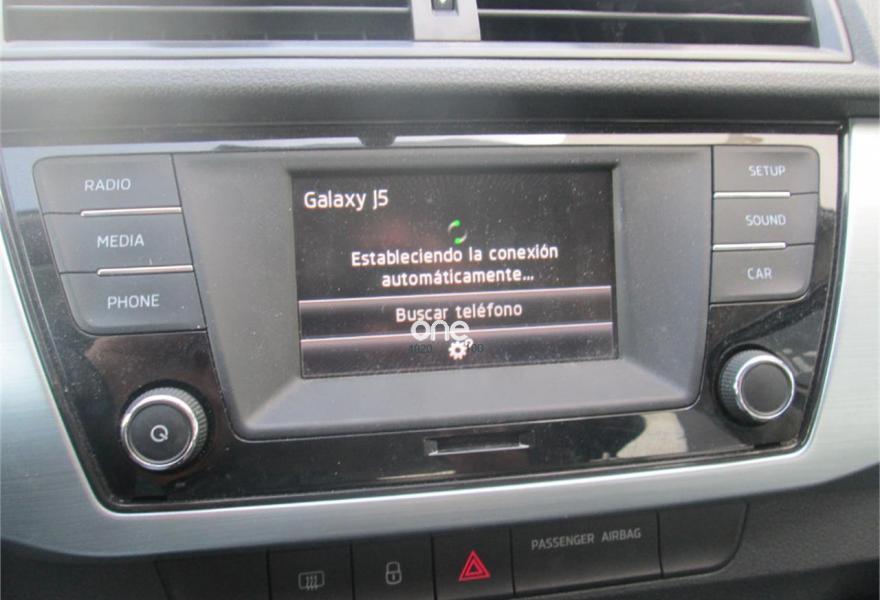 RADIO
MEDIA
PHONE
Galaxy J5
Estableciendo la conexión
automáticamente...
Buscar teléfono
one
SETUP
SOUND
CAR
PASSENGER AIRBAG